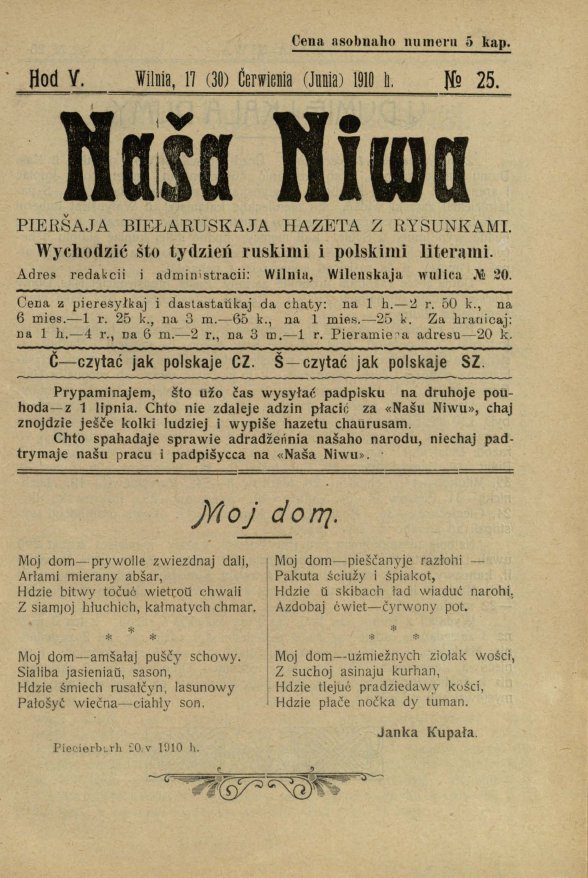 Cena asobnaho numeru 5 kap.
Hod V. Wilnia, 17 (30) Čerwienia (Junia) 1910 h. № 25.
Naša Niwa
PIERŠAJA BIEŁARUSKAJA HAZETA Z RYSUNKAMI.
Wychodzić što tydzień ruskimi i polskimi literami.
Adres redakcii i administracii: Wilnia, Wilenskaja wulica № 20.
Cena z pieresyłkaj i dastastaŭkaj da chaty: na 1 h.—2 r. 50 k., na
6 mies.—1 r. 25 k., na 3 m.—65 k., na 1 mies.—25 k. Za hranicaj:
na 1 h.—4 r., na 6 m.—2 r., na 3 m.—1 r. Pieramiena adresu—20 k.
Č—czytać jak polskaje CZ. Š—czytać jak polskaje SZ.
Prypaminajem, što užo čas wysyłać padpisku na druhoje poŭ-
hoda—z 1 lipnia. Chto nie zdaleje adzin płacić za «Našu Niwu», chaj
znojdzie ješče kolki ludziej i wypiše hazetu chaŭrusam.
Chto spahadaje sprawie adradžeńnia našaho narodu, niechaj pad-
trymaje našu pracu i padpišycca na «Naša Niwu».
Moj dom.
Moj dom—prywolle zwiezdnaj dali,
Arłami mierany abšar,
Hdzie bitwy točuć wietroŭ chwali
Z siamjoj hłuchich, kałmatych chmar.
* * *
Moj dom—amšałaj puščy schowy.
Sialiba jasieniaŭ, sason,
Hdzie śmiech rusałčyn, lasunowy
Pałošyć wiečna—ciahły son.
Moj dom—pieščanyje razłohi —
Pakuta ściužy i śpiakot,
Hdzie ŭ skibach ład wiaduć narohi,
Azdobaj ćwiet—čyrwony pot.
* * *
Moj dom—uźmiežnych ziolak wości,
Z suchoj asinaju kurhan,
Hdzie tlejuć pradziedawy kości,
Hdzie plače nočka dy tuman.
Janka Kupała.
Piecierburh 20.v 1910 h.